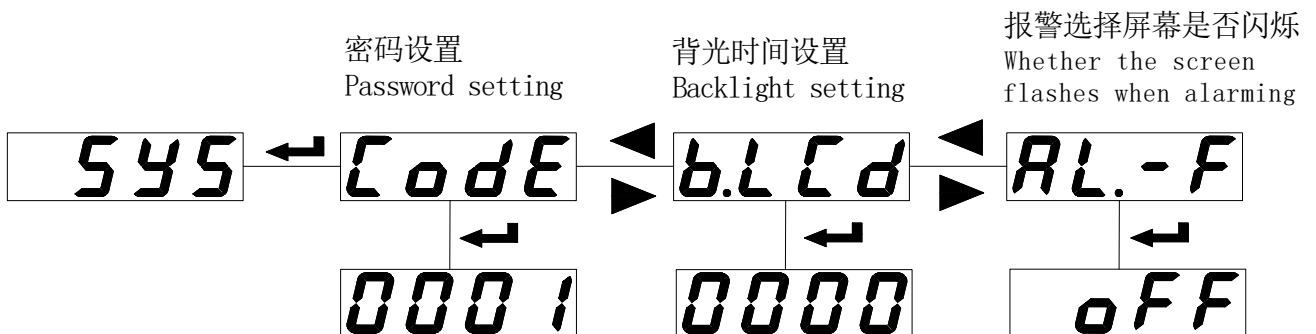 密码设置
Password setting
背光时间设置
Backlight setting
报警选择屏幕是否闪烁
Whether the screen
flashes when alarming
SYS
CodE
b.LCd
AL.-F
0001
0000
oFF